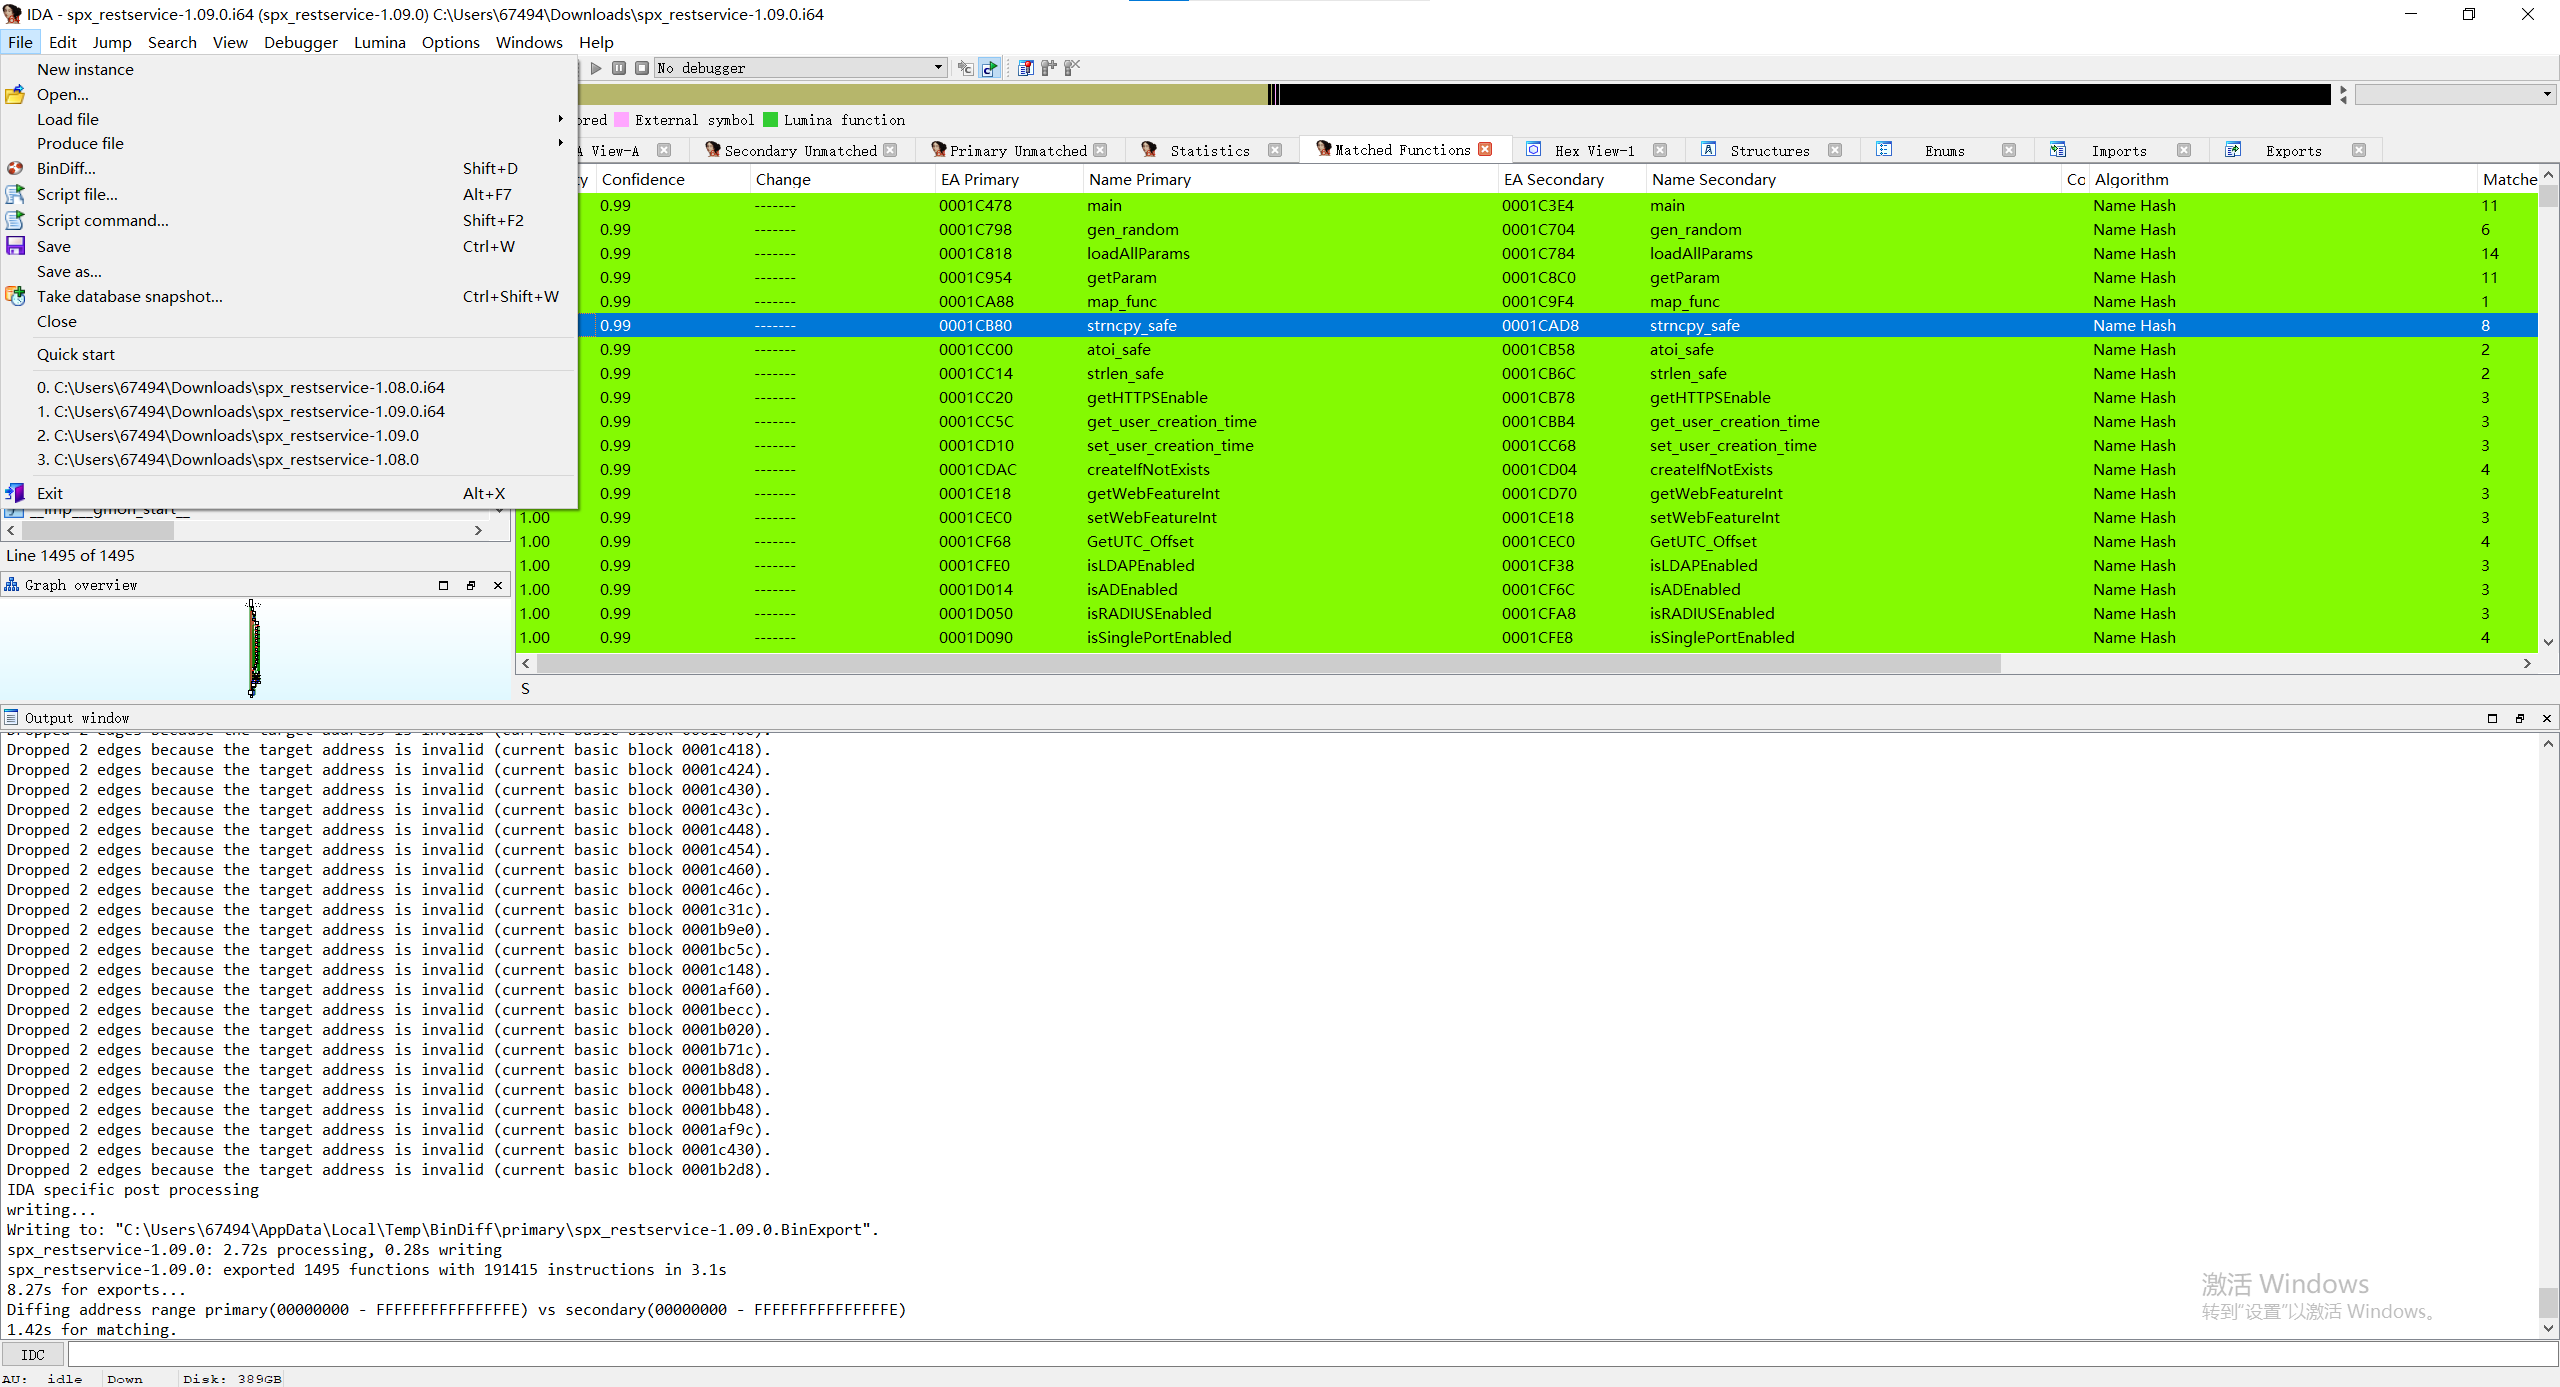 IDA - spx_restservice-1.09.0.i64 (spx_restservice-1.09.0) C:\Users\67494\Downloads\spx_restservice-1.09.0.i64
File Edit Jump Search View Debugger Lumina Options Windows Help
New instance
Open...
Load file
Produce file
BinDiff... Shift+D
Script file... Alt+F7
Script command... Shift+F2
Save Ctrl+W
Save as...
Take database snapshot... Ctrl+Shift+W
Close
Quick start
0. C:\Users\67494\Downloads\spx_restservice-1.08.0.i64
1. C:\Users\67494\Downloads\spx_restservice-1.09.0.i64
2. C:\Users\67494\Downloads\spx_restservice-1.09.0
3. C:\Users\67494\Downloads\spx_restservice-1.08.0
Exit Alt+X
Line 1495 of 1495
Graph overview
No debugger
External symbol Lumina function
View-A Secondary Unmatched Primary Unmatched Statistics Matched Functions Hex View-1 Structures Enums Imports Exports
Confidence Change EA Primary Name Primary EA Secondary Name Secondary Co Algorithm Matche
0.99 ------- 0001C478 main 0001C3E4 main Name Hash 11
0.99 ------- 0001C798 gen_random 0001C704 gen_random Name Hash 6
0.99 ------- 0001C818 loadAllParams 0001C784 loadAllParams Name Hash 14
0.99 ------- 0001C954 getParam 0001C8C0 getParam Name Hash 11
0.99 ------- 0001CA88 map_func 0001C9F4 map_func Name Hash 1
0.99 ------- 0001CB80 strncpy_safe 0001CAD8 strncpy_safe Name Hash 8
0.99 ------- 0001CC00 atoi_safe 0001CB58 atoi_safe Name Hash 2
0.99 ------- 0001CC14 strlen_safe 0001CB6C strlen_safe Name Hash 2
0.99 ------- 0001CC20 getHTTPSEnable 0001CB78 getHTTPSEnable Name Hash 3
0.99 ------- 0001CC5C get_user_creation_time 0001CBB4 get_user_creation_time Name Hash 3
0.99 ------- 0001CD10 set_user_creation_time 0001CC68 set_user_creation_time Name Hash 3
0.99 ------- 0001CDAC createIfNotExists 0001CD04 createIfNotExists Name Hash 4
0.99 ------- 0001CE18 getWebFeatureInt 0001CD70 getWebFeatureInt Name Hash 3
1.00 0.99 ------- 0001CEC0 setWebFeatureInt 0001CE18 setWebFeatureInt Name Hash 3
1.00 0.99 ------- 0001CF68 GetUTC_Offset 0001CEC0 GetUTC_Offset Name Hash 4
1.00 0.99 ------- 0001CFE0 isLDAPEnabled 0001CF38 isLDAPEnabled Name Hash 3
1.00 0.99 ------- 0001D014 isADEnabled 0001CF6C isADEnabled Name Hash 3
1.00 0.99 ------- 0001D050 isRADIUSEnabled 0001CFA8 isRADIUSEnabled Name Hash 3
1.00 0.99 ------- 0001D090 isSinglePortEnabled 0001CFE8 isSinglePortEnabled Name Hash 4
S
Output window
Dropped 2 edges because the target address is invalid (current basic block 0001c418).
Dropped 2 edges because the target address is invalid (current basic block 0001c424).
Dropped 2 edges because the target address is invalid (current basic block 0001c430).
Dropped 2 edges because the target address is invalid (current basic block 0001c43c).
Dropped 2 edges because the target address is invalid (current basic block 0001c448).
Dropped 2 edges because the target address is invalid (current basic block 0001c454).
Dropped 2 edges because the target address is invalid (current basic block 0001c460).
Dropped 2 edges because the target address is invalid (current basic block 0001c46c).
Dropped 2 edges because the target address is invalid (current basic block 0001c31c).
Dropped 2 edges because the target address is invalid (current basic block 0001b9e0).
Dropped 2 edges because the target address is invalid (current basic block 0001bc5c).
Dropped 2 edges because the target address is invalid (current basic block 0001c148).
Dropped 2 edges because the target address is invalid (current basic block 0001af60).
Dropped 2 edges because the target address is invalid (current basic block 0001becc).
Dropped 2 edges because the target address is invalid (current basic block 0001b020).
Dropped 2 edges because the target address is invalid (current basic block 0001b71c).
Dropped 2 edges because the target address is invalid (current basic block 0001b8d8).
Dropped 2 edges because the target address is invalid (current basic block 0001bb48).
Dropped 2 edges because the target address is invalid (current basic block 0001bb48).
Dropped 2 edges because the target address is invalid (current basic block 0001af9c).
Dropped 2 edges because the target address is invalid (current basic block 0001c430).
Dropped 2 edges because the target address is invalid (current basic block 0001b2d8).
IDA specific post processing
writing...
Writing to: "C:\Users\67494\AppData\Local\Temp\BinDiff\primary\spx_restservice-1.09.0.BinExport".
spx_restservice-1.09.0: 2.72s processing, 0.28s writing
spx_restservice-1.09.0: exported 1495 functions with 191415 instructions in 3.1s
8.27s for exports...
Diffing address range primary(00000000 - FFFFFFFFFFFFFFFE) vs secondary(00000000 - FFFFFFFFFFFFFFFE)
1.42s for matching.
激活 Windows
转到"设置"以激活 Windows。
IDC
AU: idle Down Disk: 389GB